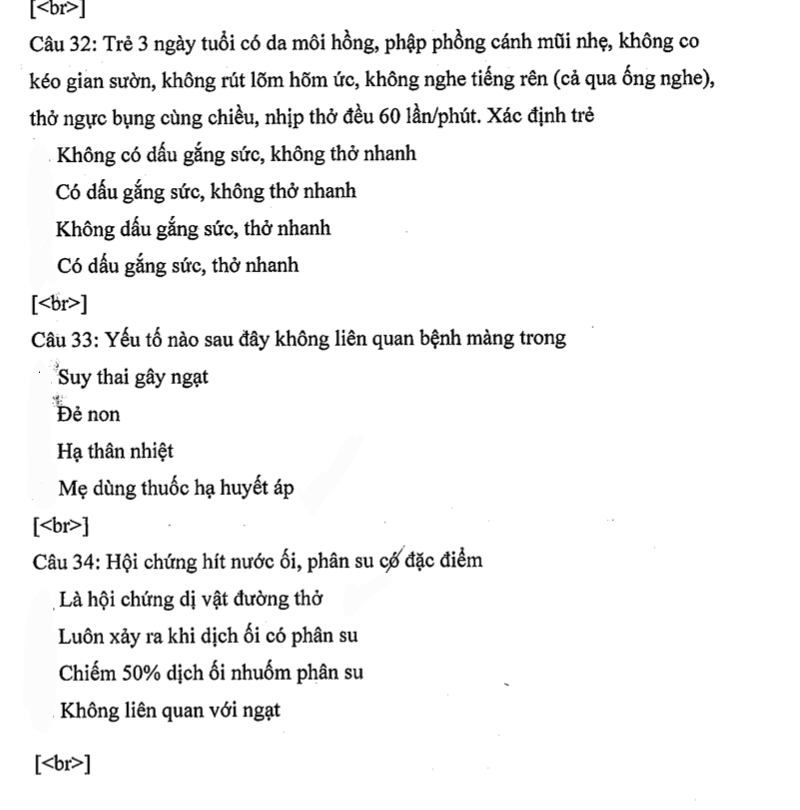 [<br>]
Câu 32: Trẻ 3 ngày tuổi có da môi hồng, phập phồng cánh mũi nhẹ, không co
kéo gian sườn, không rút lõm hõm ức, không nghe tiếng rên (cả qua ống nghe),
thở ngực bụng cùng chiều, nhịp thở đều 60 lần/phút. Xác định trẻ
Không có dấu gắng sức, không thở nhanh
Có dấu gắng sức, không thở nhanh
Không dấu gắng sức, thở nhanh
Có dấu gắng sức, thở nhanh
[<br>]
Câu 33: Yếu tố nào sau đây không liên quan bệnh màng trong
Suy thai gây ngạt
Đẻ non
Hạ thân nhiệt
Mẹ dùng thuốc hạ huyết áp
[<br>]
Câu 34: Hội chứng hít nước ối, phân su có đặc điểm
Là hội chứng dị vật đường thở
Luôn xảy ra khi dịch ối có phân su
Chiếm 50% dịch ối nhuốm phân su
Không liên quan với ngạt
[<br>]